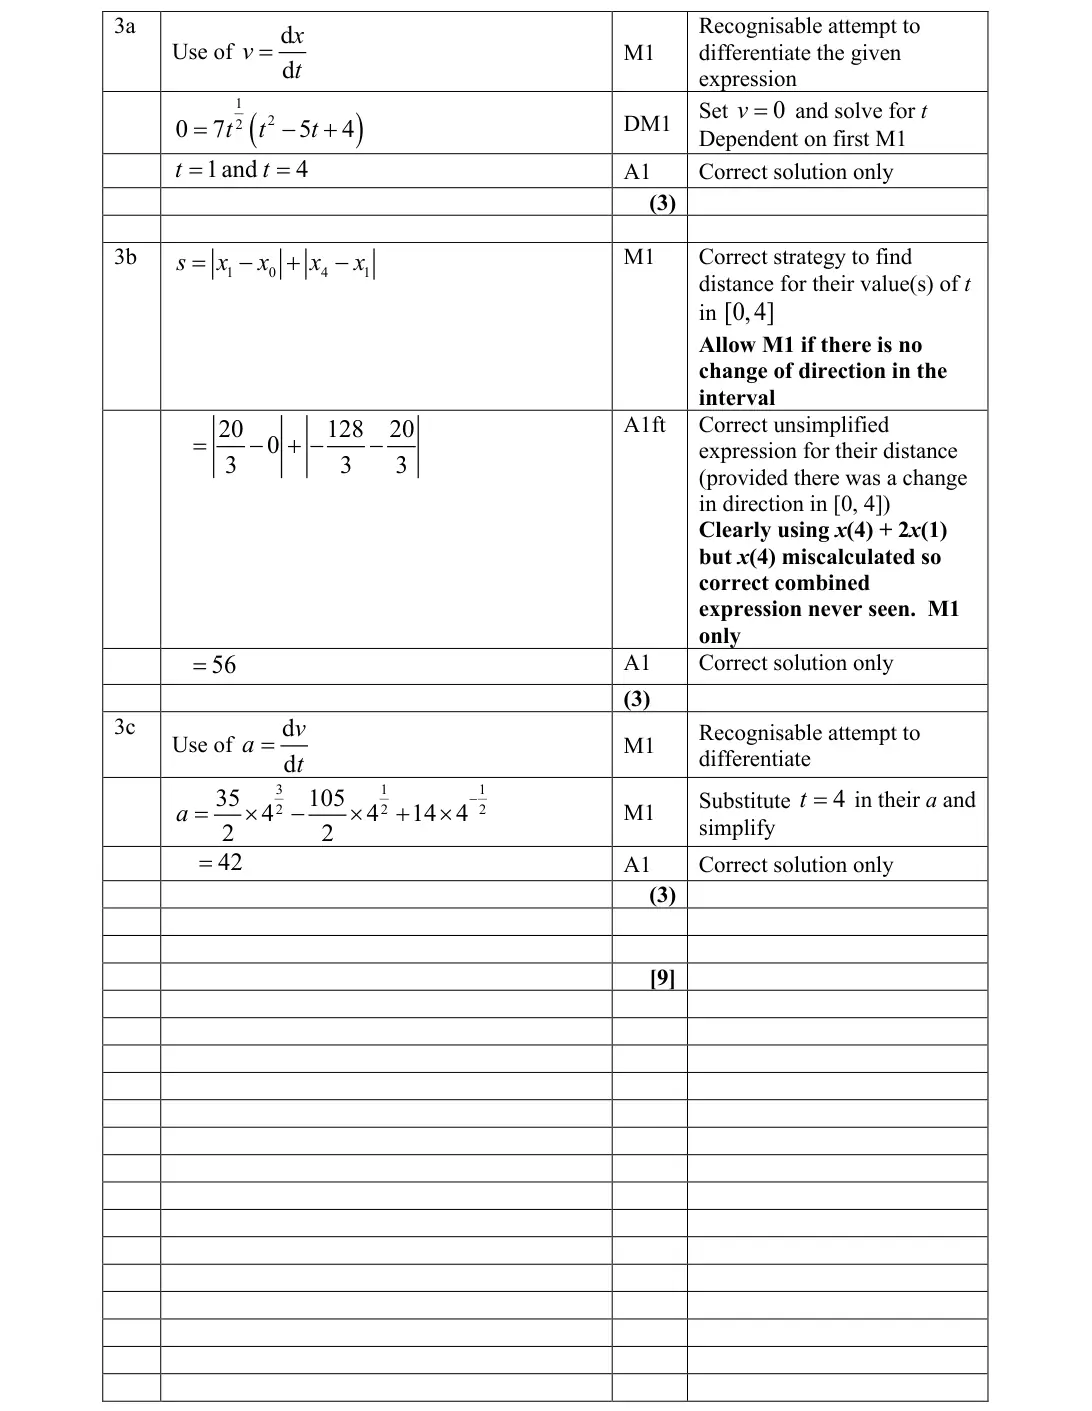 3a
Use of v = dx/dt
M1
Recognisable attempt to
differentiate the given
expression
0 = 7t^(1/2) (t² − 5t + 4)
DM1
Set v = 0 and solve for t
Dependent on first M1
t = 1 and t = 4
A1
Correct solution only
(3)
3b
s = |x₁ − x₀| + |x₄ − x₁|
M1
Correct strategy to find
distance for their value(s) of t
in [0, 4]
Allow M1 if there is no
change of direction in the
interval
= |20/3 − 0| + |−128/3 − 20/3|
A1ft
Correct unsimplified
expression for their distance
(provided there was a change
in direction in [0, 4])
Clearly using x(4) + 2x(1)
but x(4) miscalculated so
correct combined
expression never seen. M1
only
= 56
A1
Correct solution only
(3)
3c
Use of a = dv/dt
M1
Recognisable attempt to
differentiate
a = 35/2 × 4^(3/2) − 105/2 × 4^(1/2) + 14 × 4^(−1/2)
M1
Substitute t = 4 in their a and
simplify
= 42
A1
Correct solution only
(3)
[9]